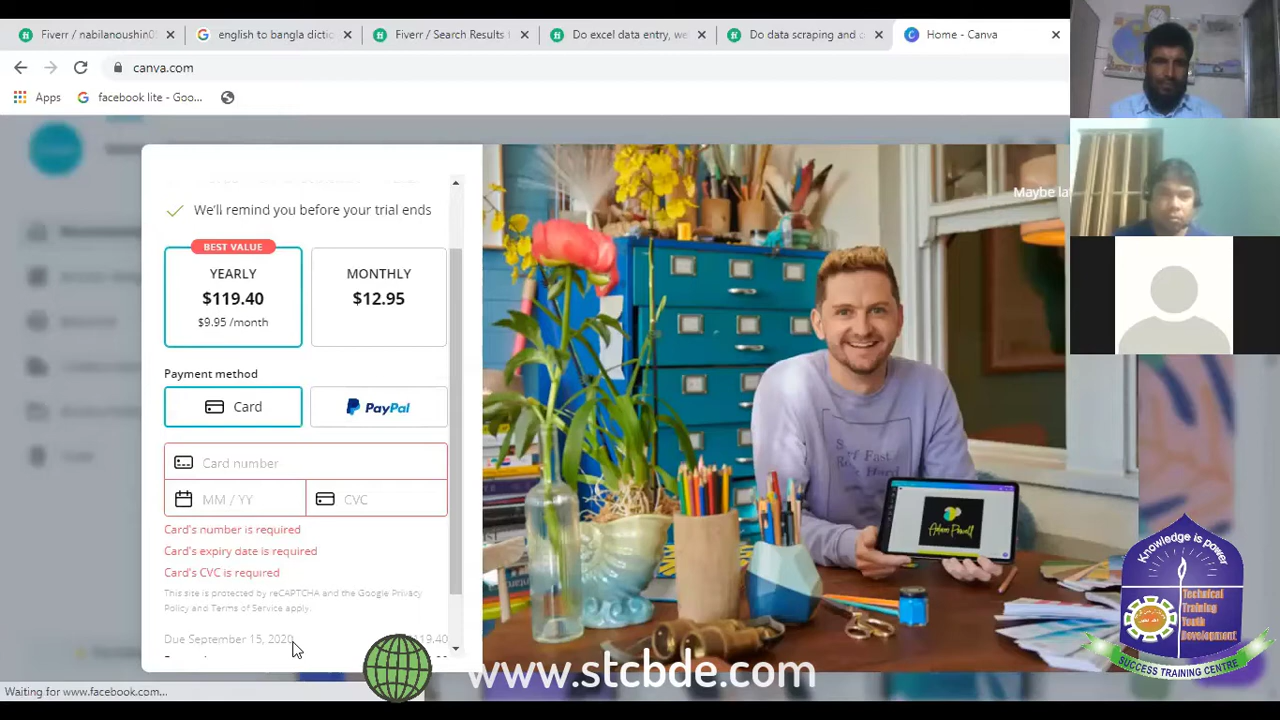 Fiverr / nabilanoushin0
english to bangla dictio
Fiverr / Search Results
Do excel data entry, we
Do data scraping and c
Home - Canva
canva.com
Apps
facebook lite - Goo...
We'll remind you before your trial ends
Maybe la
BEST VALUE
YEARLY
MONTHLY
$119.40
$12.95
$9.95 /month
Payment method
Card
PayPal
Card number
MM / YY
CVC
Card's number is required
Card's expiry date is required
Card's CVC is required
This site is protected by reCAPTCHA and the Google Privacy
Policy and Terms of Service apply.
Due September 15, 2020
119.40
Adam Powell
Waiting for www.facebook.com...
www.stcbde.com
Knowledge is power
Technical
Training
Youth
Development
SUCCESS TRAINING CENTRE